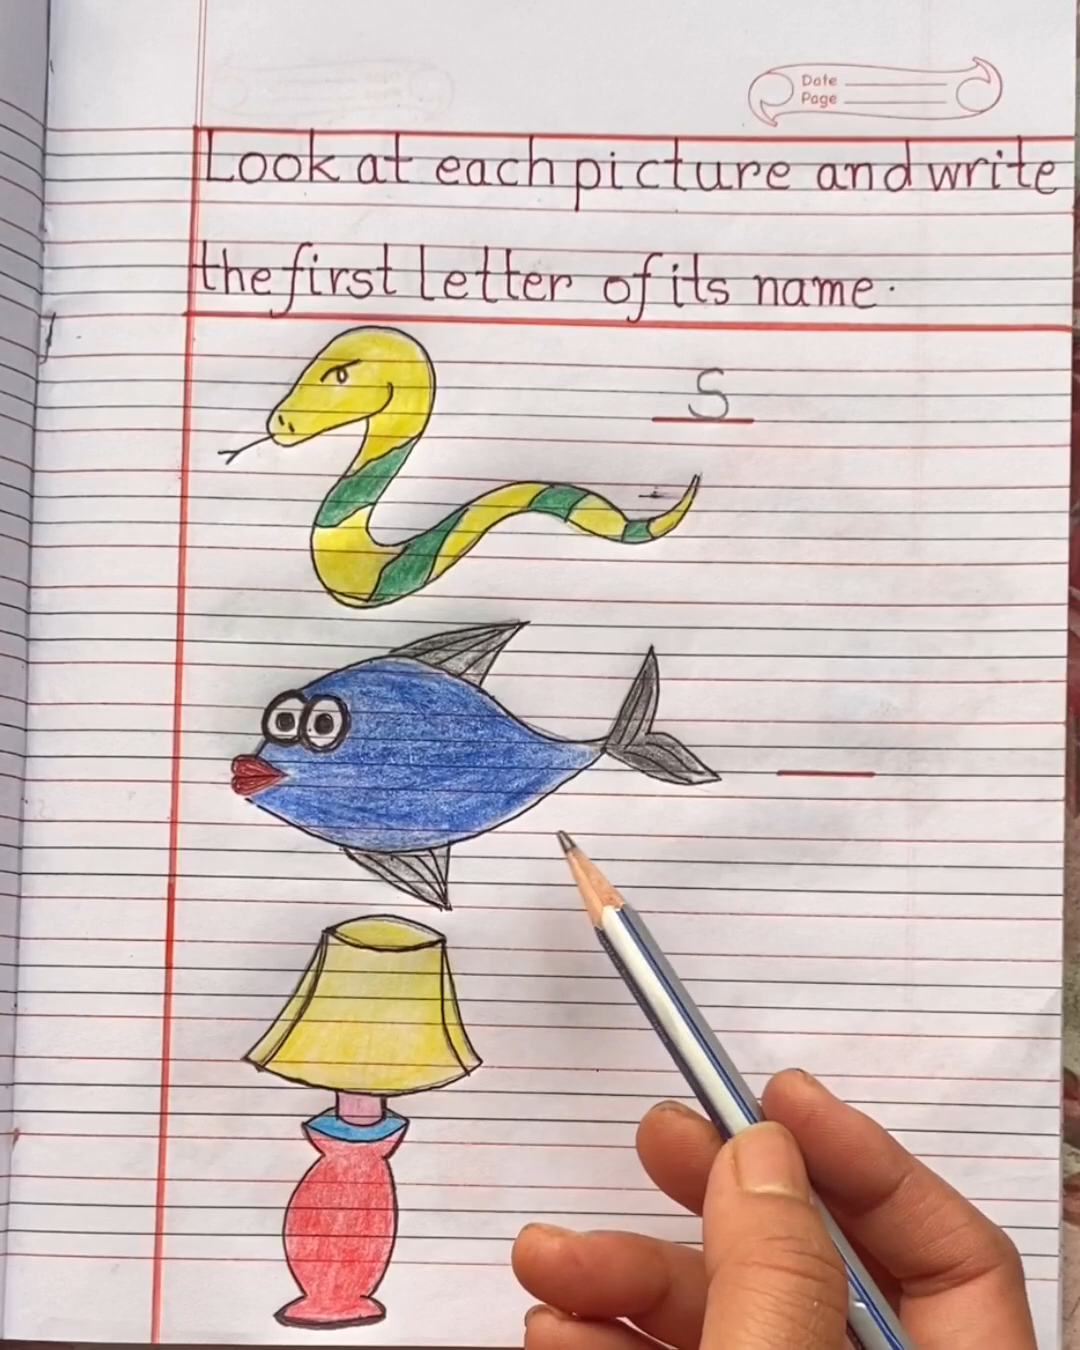 Date
Page
Look at each picture and write
the first letter of its name.
S